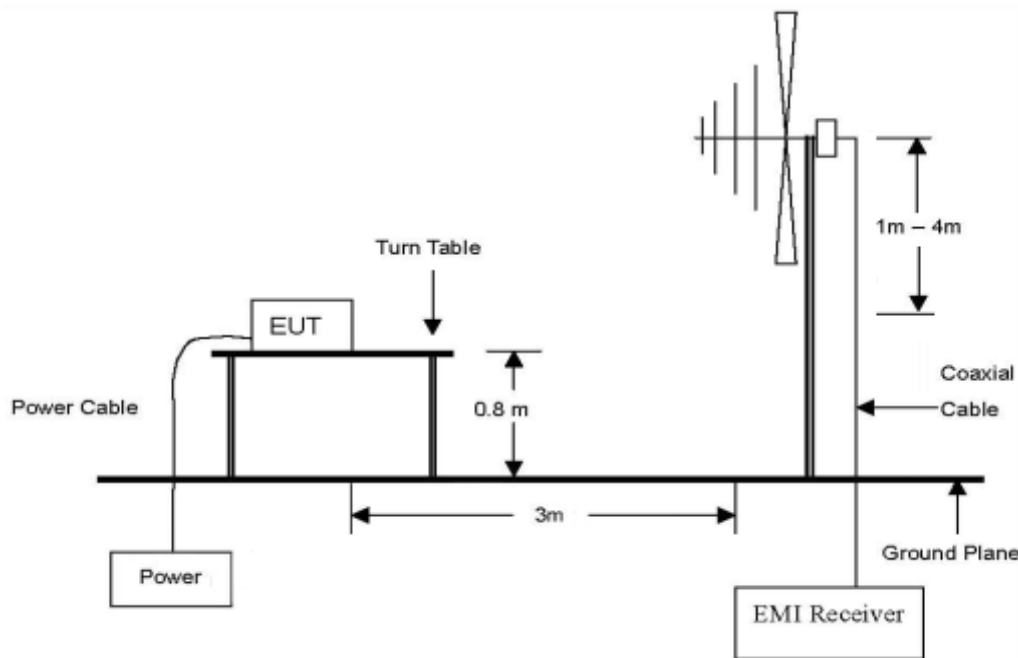 1m – 4m
Turn Table
EUT
Coaxial
Cable
Power Cable
0.8 m
3m
Ground Plane
Power
EMI Receiver